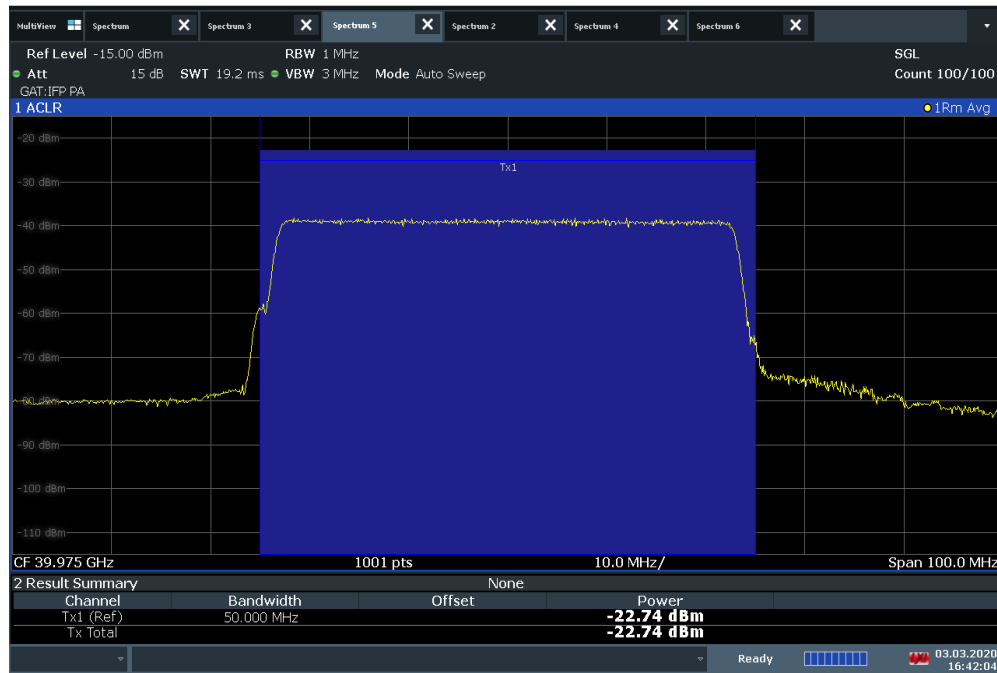 MultiView Spectrum Spectrum 3 Spectrum 5 Spectrum 2 Spectrum 4 Spectrum 6
Ref Level -15.00 dBm RBW 1 MHz SGL
Att 15 dB SWT 19.2 ms VBW 3 MHz Mode Auto Sweep Count 100/100
GAT:IFP PA
1 ACLR 1Rm Avg
-20 dBm
Tx1
-30 dBm
-40 dBm
-50 dBm
-60 dBm
-70 dBm
-80 dBm
-90 dBm
-100 dBm
-110 dBm
CF 39.975 GHz 1001 pts 10.0 MHz/ Span 100.0 MHz
2 Result Summary None
Channel Bandwidth Offset Power
Tx1 (Ref) 50.000 MHz -22.74 dBm
Tx Total -22.74 dBm
Ready 03.03.2020
16:42:04